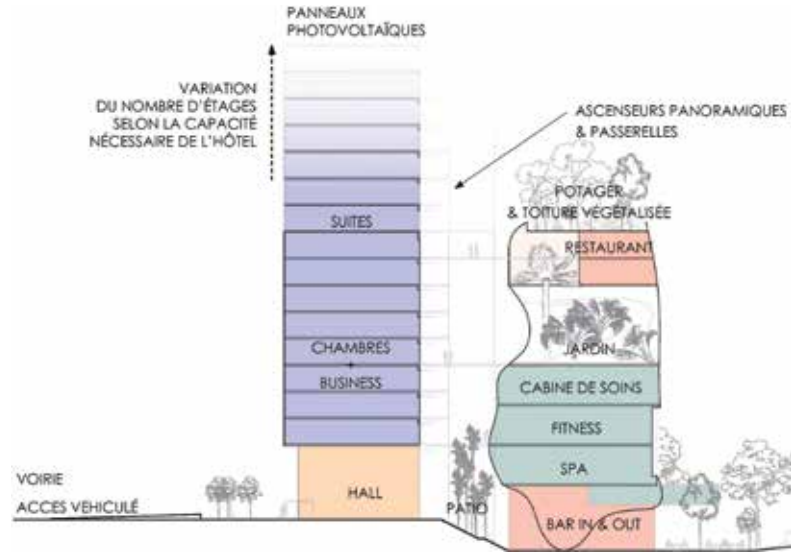 PANNEAUX
PHOTOVOLTAÏQUES
VARIATION
DU NOMBRE D'ÉTAGES
SELON LA CAPACITÉ
NÉCESSAIRE DE L'HÔTEL
ASCENSEURS PANORAMIQUES
& PASSERELLES
POTAGER
& TOITURE VÉGÉTALISÉE
SUITES
RESTAURANT
CHAMBRES
+
BUSINESS
JARDIN
CABINE DE SOINS
FITNESS
SPA
VOIRIE
ACCES VEHICULÉ
HALL
PATIO
BAR IN & OUT